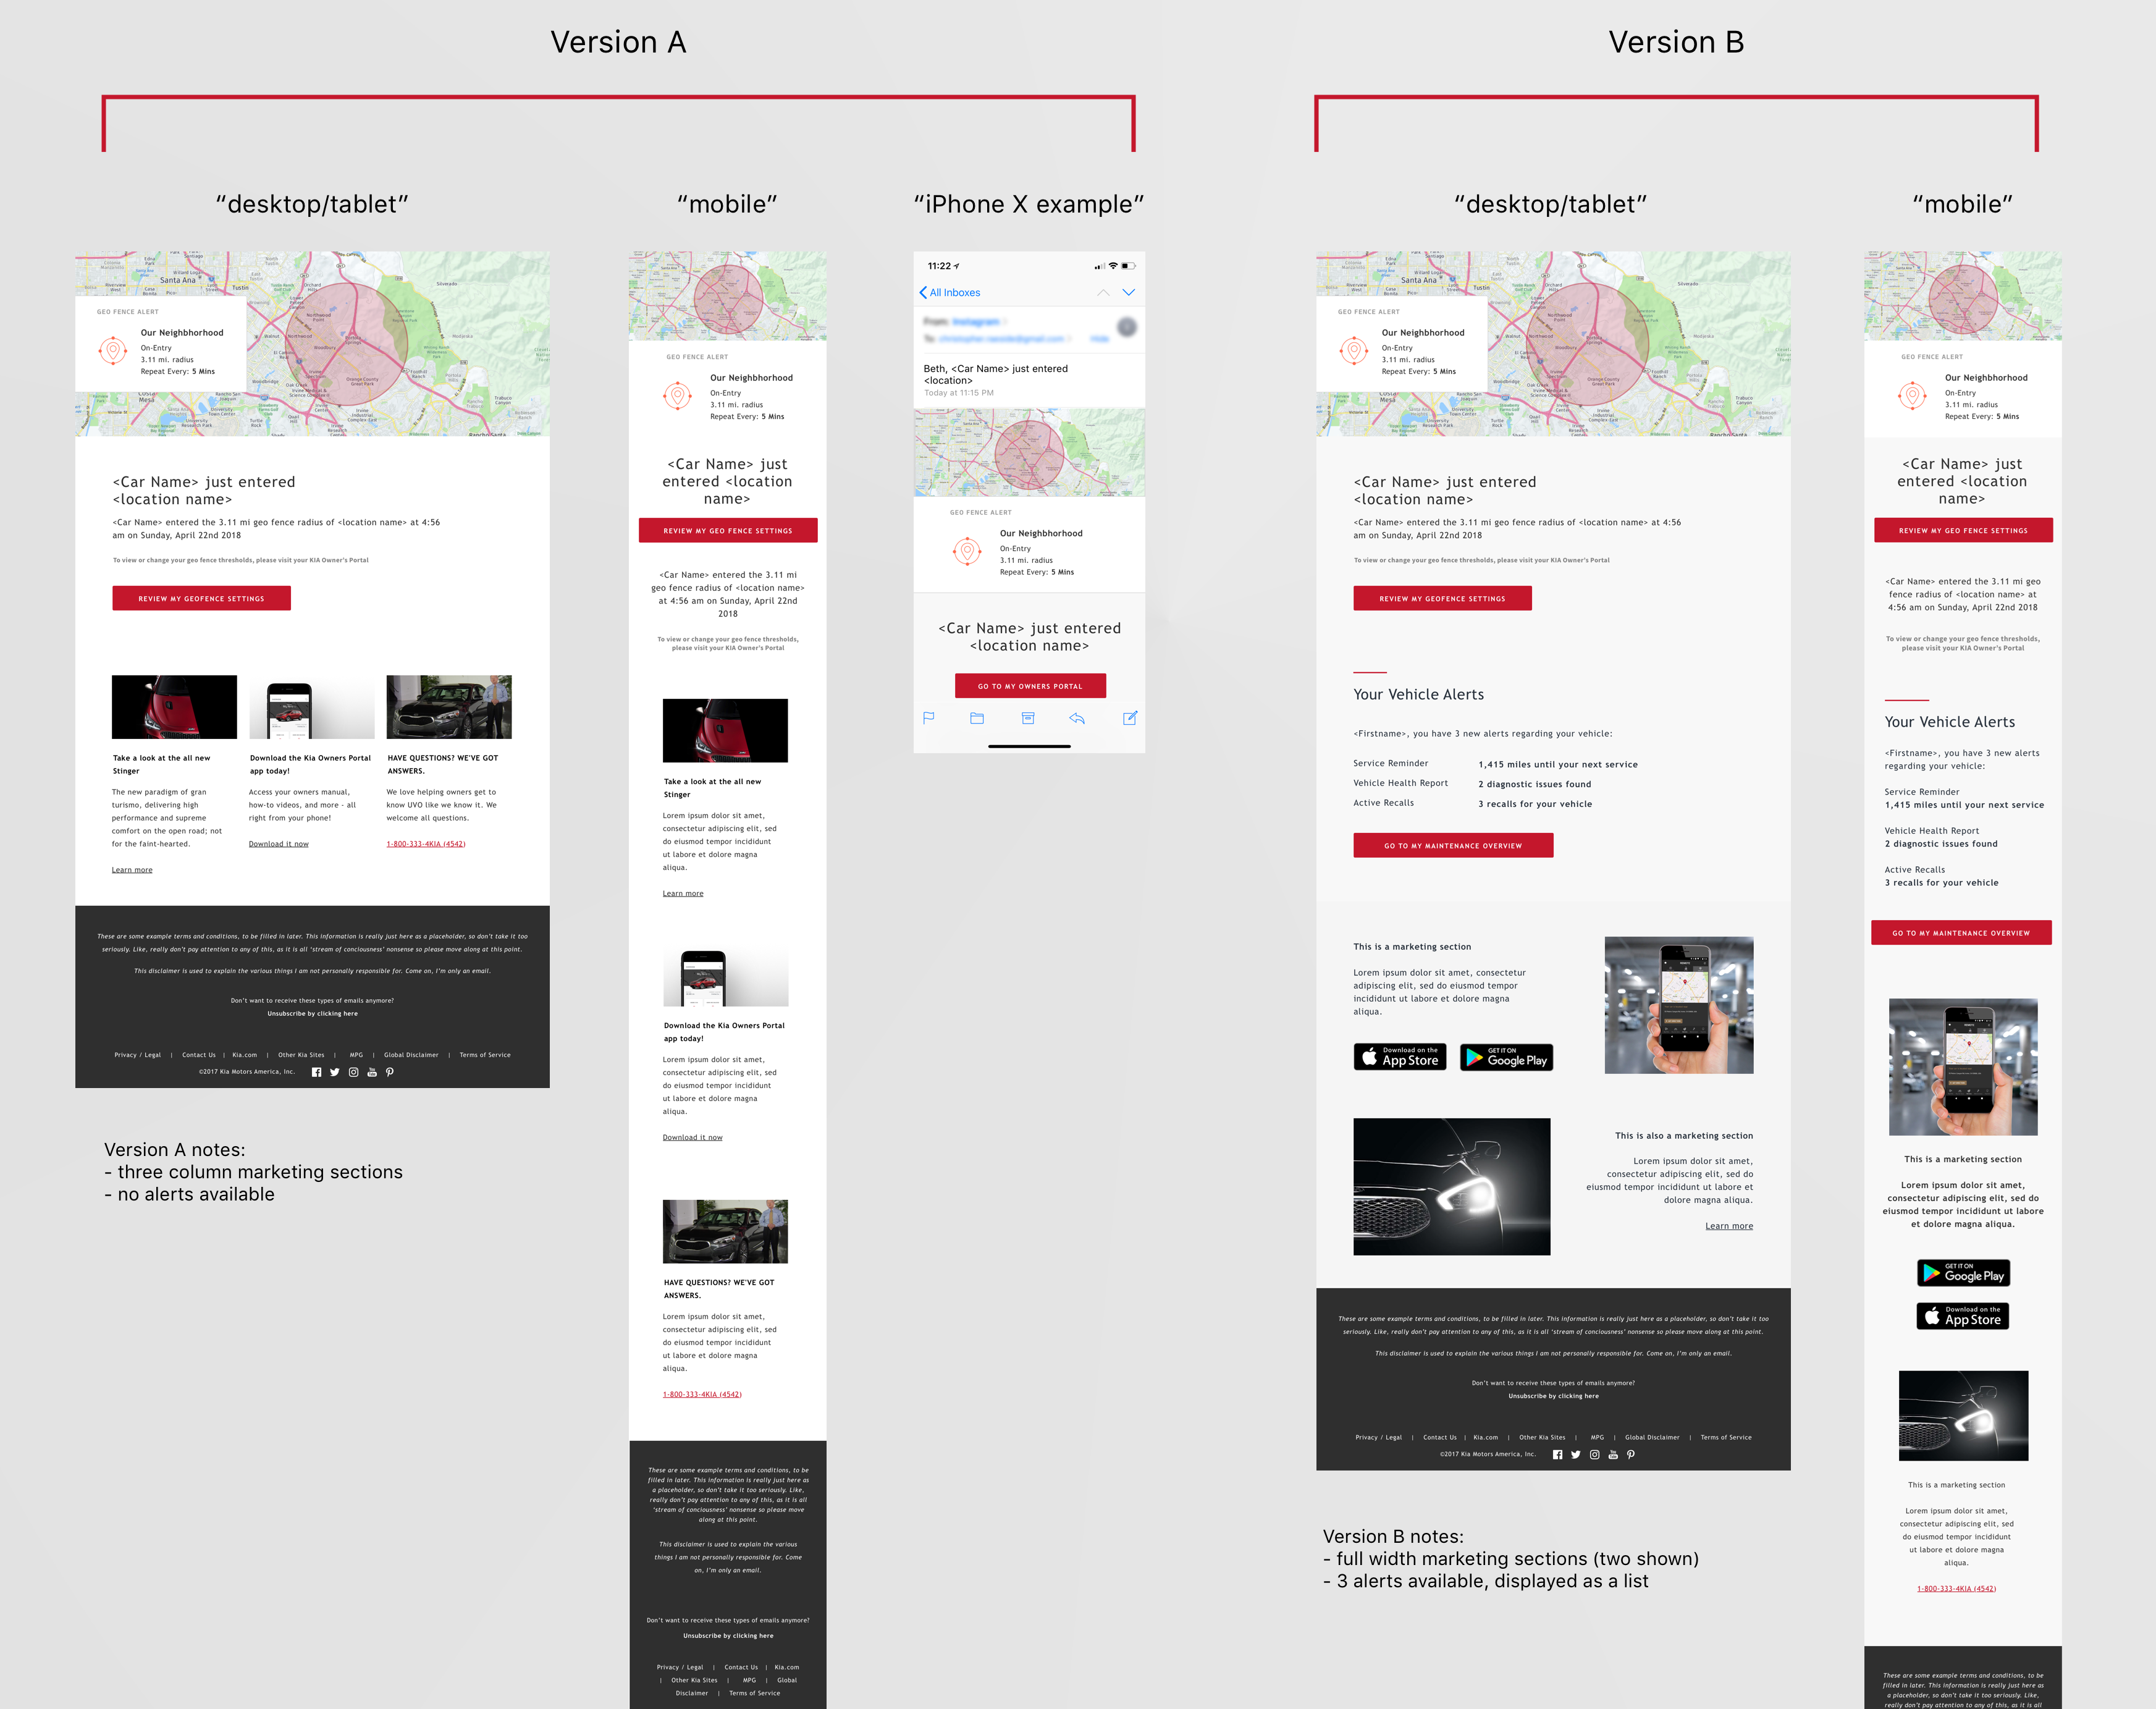 Version A
Version B
“desktop/tablet”
“mobile”
“iPhone X example”
“desktop/tablet”
“mobile”
GEO FENCE ALERT
Our Neighbhorhood
On-Entry
3.11 mi. radius
Repeat Every: 5 Mins
<Car Name> just entered
<location name>
<Car Name> entered the 3.11 mi geo fence radius of <location name> at 4:56
am on Sunday, April 22nd 2018
To view or change your geo fence thresholds, please visit your KIA Owner’s Portal
REVIEW MY GEOFENCE SETTINGS
Take a look at the all new
Stinger
The new paradigm of gran
turismo, delivering high
performance and supreme
comfort on the open road; not
for the faint-hearted.
Learn more
Download the Kia Owners Portal
app today!
Access your owners manual,
how-to videos, and more - all
right from your phone!
Download it now
HAVE QUESTIONS? WE'VE GOT
ANSWERS.
We love helping owners get to
know UVO like we know it. We
welcome all questions.
1-800-333-4KIA (4542)
These are some example terms and conditions, to be filled in later. This information is really just here as a placeholder, so don’t take it too
seriously. Like, really don’t pay attention to any of this, as it is all ‘stream of conciousness’ nonsense so please move along at this point.
This disclaimer is used to explain the various things I am not personally responsible for. Come on, I’m only an email.
Don’t want to receive these types of emails anymore?
Unsubscribe by clicking here
Privacy / Legal | Contact Us | Kia.com | Other Kia Sites | MPG | Global Disclaimer | Terms of Service
©2017 Kia Motors America, Inc.
Version A notes:
- three column marketing sections
- no alerts available
GEO FENCE ALERT
Our Neighbhorhood
On-Entry
3.11 mi. radius
Repeat Every: 5 Mins
<Car Name> just
entered <location
name>
REVIEW MY GEO FENCE SETTINGS
<Car Name> entered the 3.11 mi
geo fence radius of <location name>
at 4:56 am on Sunday, April 22nd
2018
To view or change your geo fence thresholds,
please visit your KIA Owner’s Portal
Take a look at the all new
Stinger
Lorem ipsum dolor sit amet,
consectetur adipiscing elit, sed
do eiusmod tempor incididunt
ut labore et dolore magna
aliqua.
Learn more
Download the Kia Owners Portal
app today!
Lorem ipsum dolor sit amet,
consectetur adipiscing elit, sed
do eiusmod tempor incididunt
ut labore et dolore magna
aliqua.
Download it now
HAVE QUESTIONS? WE'VE GOT
ANSWERS.
Lorem ipsum dolor sit amet,
consectetur adipiscing elit, sed
do eiusmod tempor incididunt
ut labore et dolore magna
aliqua.
1-800-333-4KIA (4542)
These are some example terms and conditions, to be
filled in later. This information is really just here as
a placeholder, so don’t take it too seriously. Like,
really don’t pay attention to any of this, as it is all
‘stream of conciousness’ nonsense so please move
along at this point.
This disclaimer is used to explain the various
things I am not personally responsible for. Come
on, I’m only an email.
Don’t want to receive these types of emails anymore?
Unsubscribe by clicking here
Privacy / Legal | Contact Us | Kia.com
| Other Kia Sites | MPG | Global
Disclaimer | Terms of Service
11:22
All Inboxes
Beth, <Car Name> just entered
<location>
Today at 11:15 PM
GEO FENCE ALERT
Our Neighbhorhood
On-Entry
3.11 mi. radius
Repeat Every: 5 Mins
<Car Name> just entered
<location name>
GO TO MY OWNERS PORTAL
GEO FENCE ALERT
Our Neighbhorhood
On-Entry
3.11 mi. radius
Repeat Every: 5 Mins
<Car Name> just entered
<location name>
<Car Name> entered the 3.11 mi geo fence radius of <location name> at 4:56
am on Sunday, April 22nd 2018
To view or change your geo fence thresholds, please visit your KIA Owner’s Portal
REVIEW MY GEOFENCE SETTINGS
Your Vehicle Alerts
<Firstname>, you have 3 new alerts regarding your vehicle:
Service Reminder 1,415 miles until your next service
Vehicle Health Report 2 diagnostic issues found
Active Recalls 3 recalls for your vehicle
GO TO MY MAINTENANCE OVERVIEW
This is a marketing section
Lorem ipsum dolor sit amet, consectetur
adipiscing elit, sed do eiusmod tempor
incididunt ut labore et dolore magna
aliqua.
Download on the
App Store
GET IT ON
Google Play
This is also a marketing section
Lorem ipsum dolor sit amet,
consectetur adipiscing elit, sed do
eiusmod tempor incididunt ut labore et
dolore magna aliqua.
Learn more
These are some example terms and conditions, to be filled in later. This information is really just here as a placeholder, so don’t take it too
seriously. Like, really don’t pay attention to any of this, as it is all ‘stream of conciousness’ nonsense so please move along at this point.
This disclaimer is used to explain the various things I am not personally responsible for. Come on, I’m only an email.
Don’t want to receive these types of emails anymore?
Unsubscribe by clicking here
Privacy / Legal | Contact Us | Kia.com | Other Kia Sites | MPG | Global Disclaimer | Terms of Service
©2017 Kia Motors America, Inc.
Version B notes:
- full width marketing sections (two shown)
- 3 alerts available, displayed as a list
GEO FENCE ALERT
Our Neighbhorhood
On-Entry
3.11 mi. radius
Repeat Every: 5 Mins
<Car Name> just
entered <location
name>
REVIEW MY GEO FENCE SETTINGS
<Car Name> entered the 3.11 mi geo
fence radius of <location name> at
4:56 am on Sunday, April 22nd 2018
To view or change your geo fence thresholds,
please visit your KIA Owner’s Portal
Your Vehicle Alerts
<Firstname>, you have 3 new alerts
regarding your vehicle:
Service Reminder
1,415 miles until your next service
Vehicle Health Report
2 diagnostic issues found
Active Recalls
3 recalls for your vehicle
GO TO MY MAINTENANCE OVERVIEW
This is a marketing section
Lorem ipsum dolor sit amet,
consectetur adipiscing elit, sed do
eiusmod tempor incididunt ut labore
et dolore magna aliqua.
GET IT ON
Google Play
Download on the
App Store
This is a marketing section
Lorem ipsum dolor sit amet,
consectetur adipiscing elit, sed
do eiusmod tempor incididunt
ut labore et dolore magna
aliqua.
1-800-333-4KIA (4542)
These are some example terms and conditions, to be
filled in later. This information is really just here as
a placeholder, so don’t take it too seriously. Like,
really don’t pay attention to any of this, as it is all